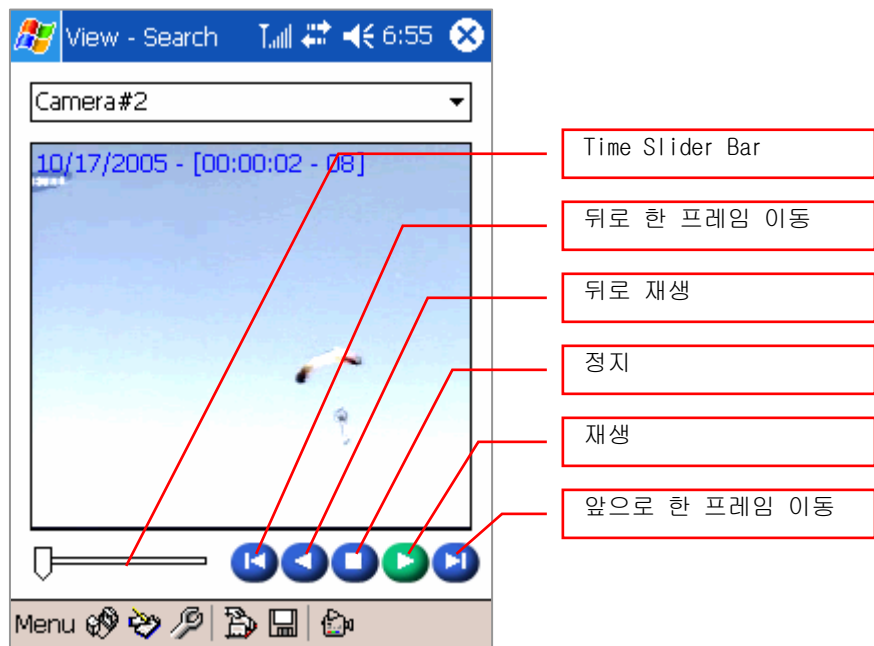 View - Search 6:55
Camera#2
10/17/2005 - [00:00:02 - 08]
Menu
Time Slider Bar
뒤로 한 프레임 이동
뒤로 재생
정지
재생
앞으로 한 프레임 이동